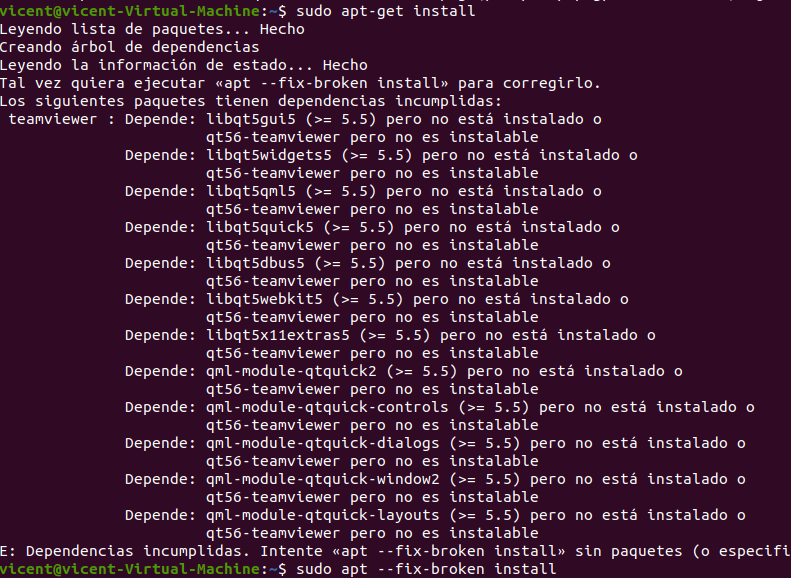 vicent@vicent-Virtual-Machine:~$ sudo apt-get install
Leyendo lista de paquetes... Hecho
Creando árbol de dependencias
Leyendo la información de estado... Hecho
Tal vez quiera ejecutar «apt --fix-broken install» para corregirlo.
Los siguientes paquetes tienen dependencias incumplidas:
teamviewer : Depende: libqt5gui5 (>= 5.5) pero no está instalado o
qt56-teamviewer pero no es instalable
Depende: libqt5widgets5 (>= 5.5) pero no está instalado o
qt56-teamviewer pero no es instalable
Depende: libqt5qml5 (>= 5.5) pero no está instalado o
qt56-teamviewer pero no es instalable
Depende: libqt5quick5 (>= 5.5) pero no está instalado o
qt56-teamviewer pero no es instalable
Depende: libqt5dbus5 (>= 5.5) pero no está instalado o
qt56-teamviewer pero no es instalable
Depende: libqt5webkit5 (>= 5.5) pero no está instalado o
qt56-teamviewer pero no es instalable
Depende: libqt5x11extras5 (>= 5.5) pero no está instalado o
qt56-teamviewer pero no es instalable
Depende: qml-module-qtquick2 (>= 5.5) pero no está instalado o
qt56-teamviewer pero no es instalable
Depende: qml-module-qtquick-controls (>= 5.5) pero no está instalado o
qt56-teamviewer pero no es instalable
Depende: qml-module-qtquick-dialogs (>= 5.5) pero no está instalado o
qt56-teamviewer pero no es instalable
Depende: qml-module-qtquick-window2 (>= 5.5) pero no está instalado o
qt56-teamviewer pero no es instalable
Depende: qml-module-qtquick-layouts (>= 5.5) pero no está instalado o
qt56-teamviewer pero no es instalable
E: Dependencias incumplidas. Intente «apt --fix-broken install» sin paquetes (o especifi
vicent@vicent-Virtual-Machine:~$ sudo apt --fix-broken install